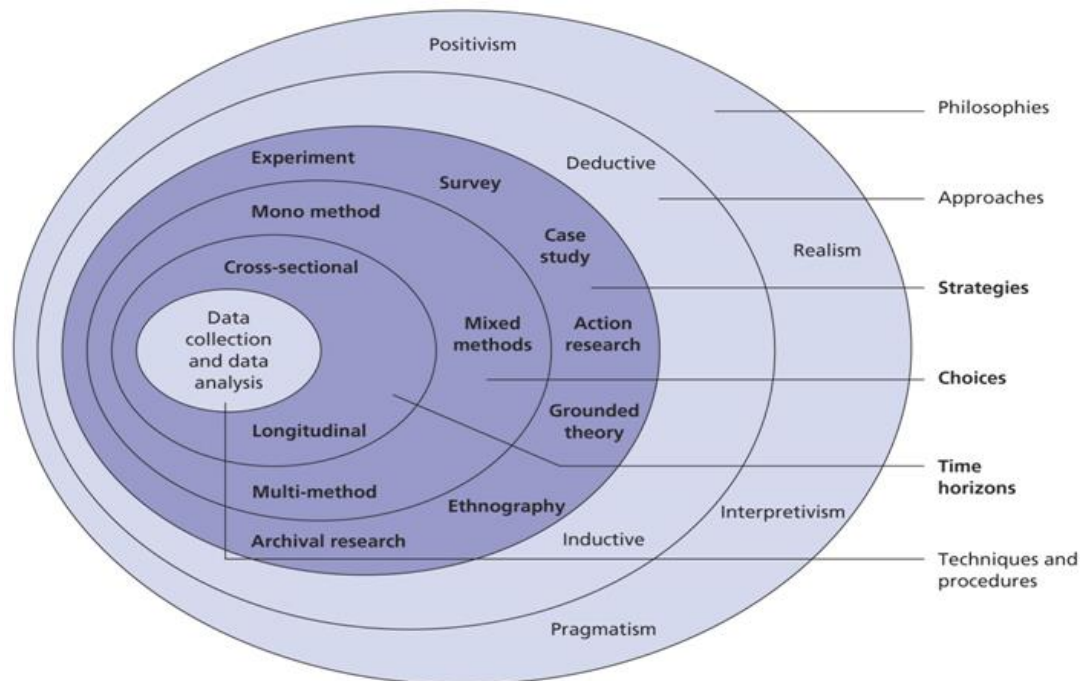 Positivism
Philosophies
Experiment
Deductive
Survey
Approaches
Mono method
Case
study
Realism
Cross-sectional
Strategies
Data
collection
and data
analysis
Mixed
methods
Action
research
Choices
Grounded
theory
Longitudinal
Time
horizons
Multi-method
Ethnography
Interpretivism
Archival research
Inductive
Techniques and
procedures
Pragmatism